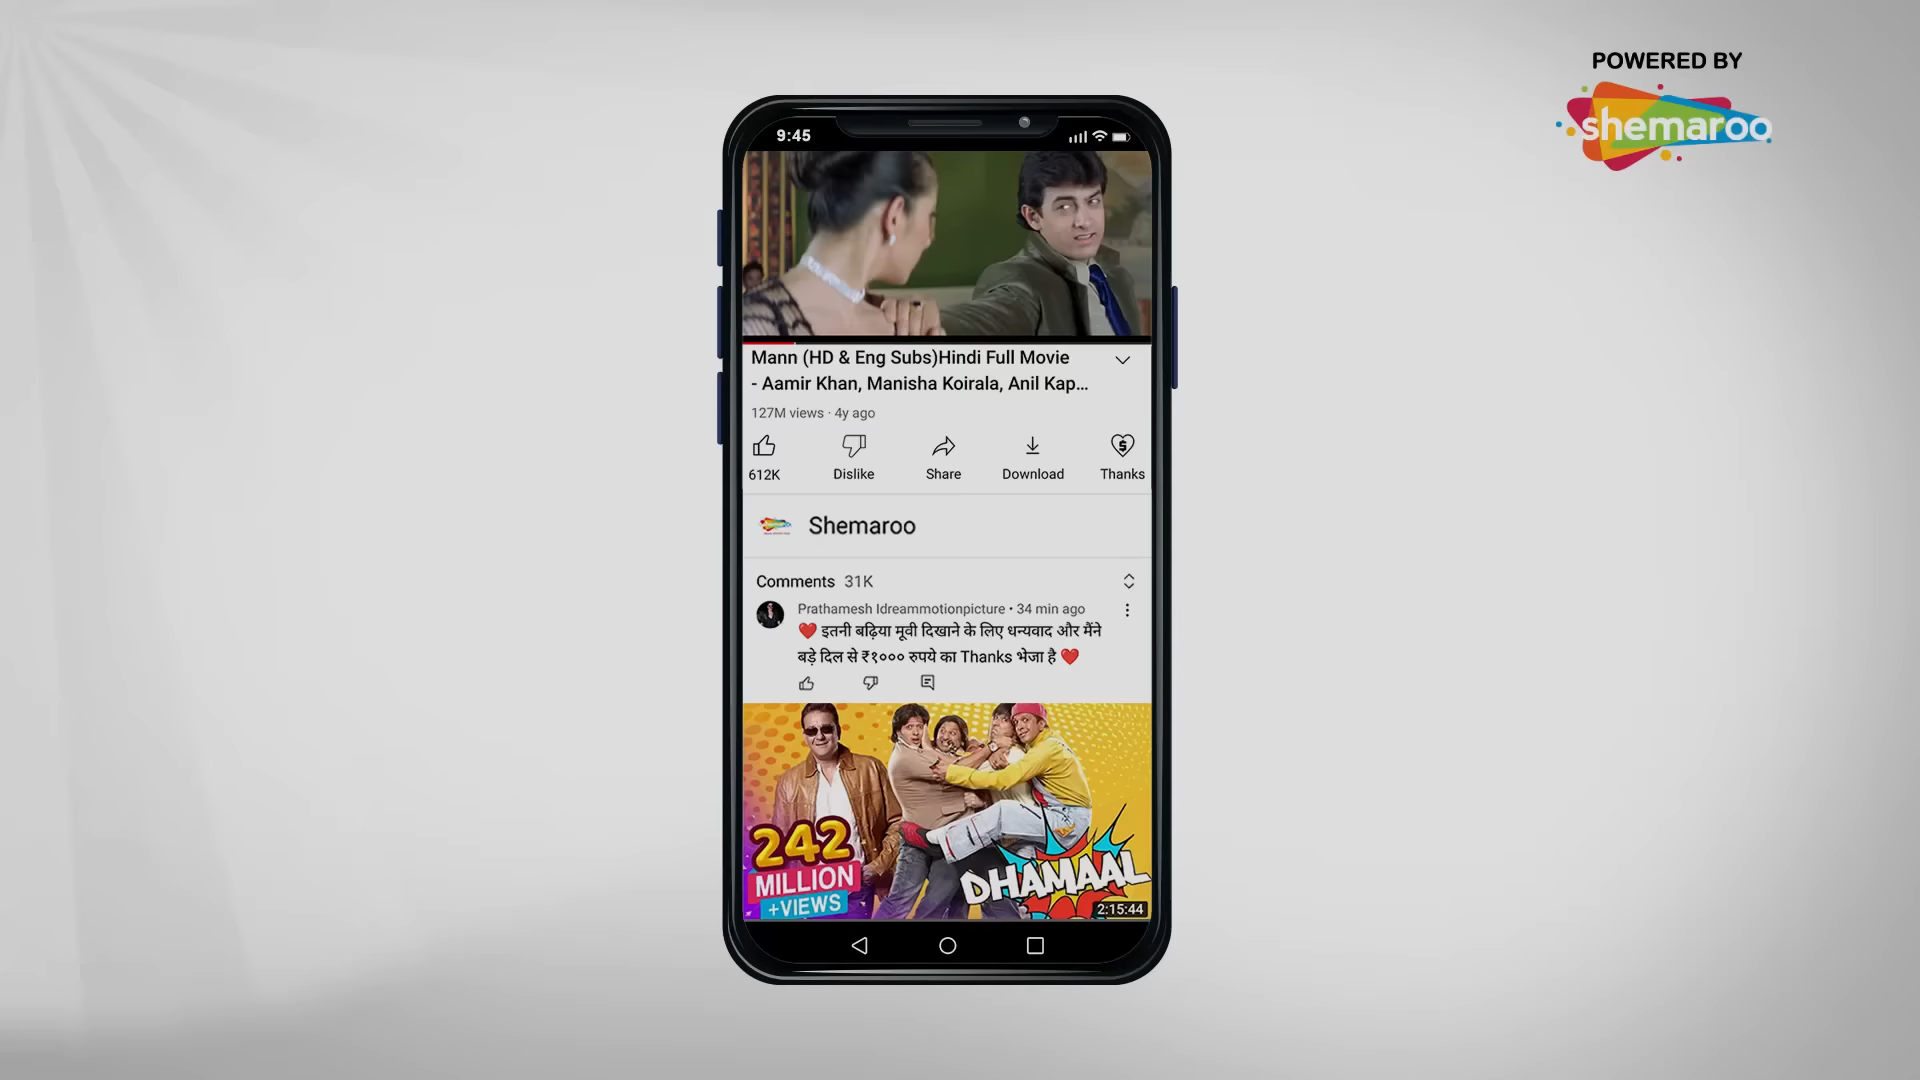 POWERED BY
shemaroo
9:45
Mann (HD & Eng Subs)Hindi Full Movie
- Aamir Khan, Manisha Koirala, Anil Kap...
127M views · 4y ago
612K Dislike Share Download Thanks
Shemaroo
Comments 31K
Prathamesh Idreammotionpicture • 34 min ago
❤️ इतनी बढ़िया मूवी दिखाने के लिए धन्यवाद और मैंने
बड़े दिल से ₹१००० रुपये का Thanks भेजा है ❤️
242
MILLION
+VIEWS
DHAMAAL
2:15:44